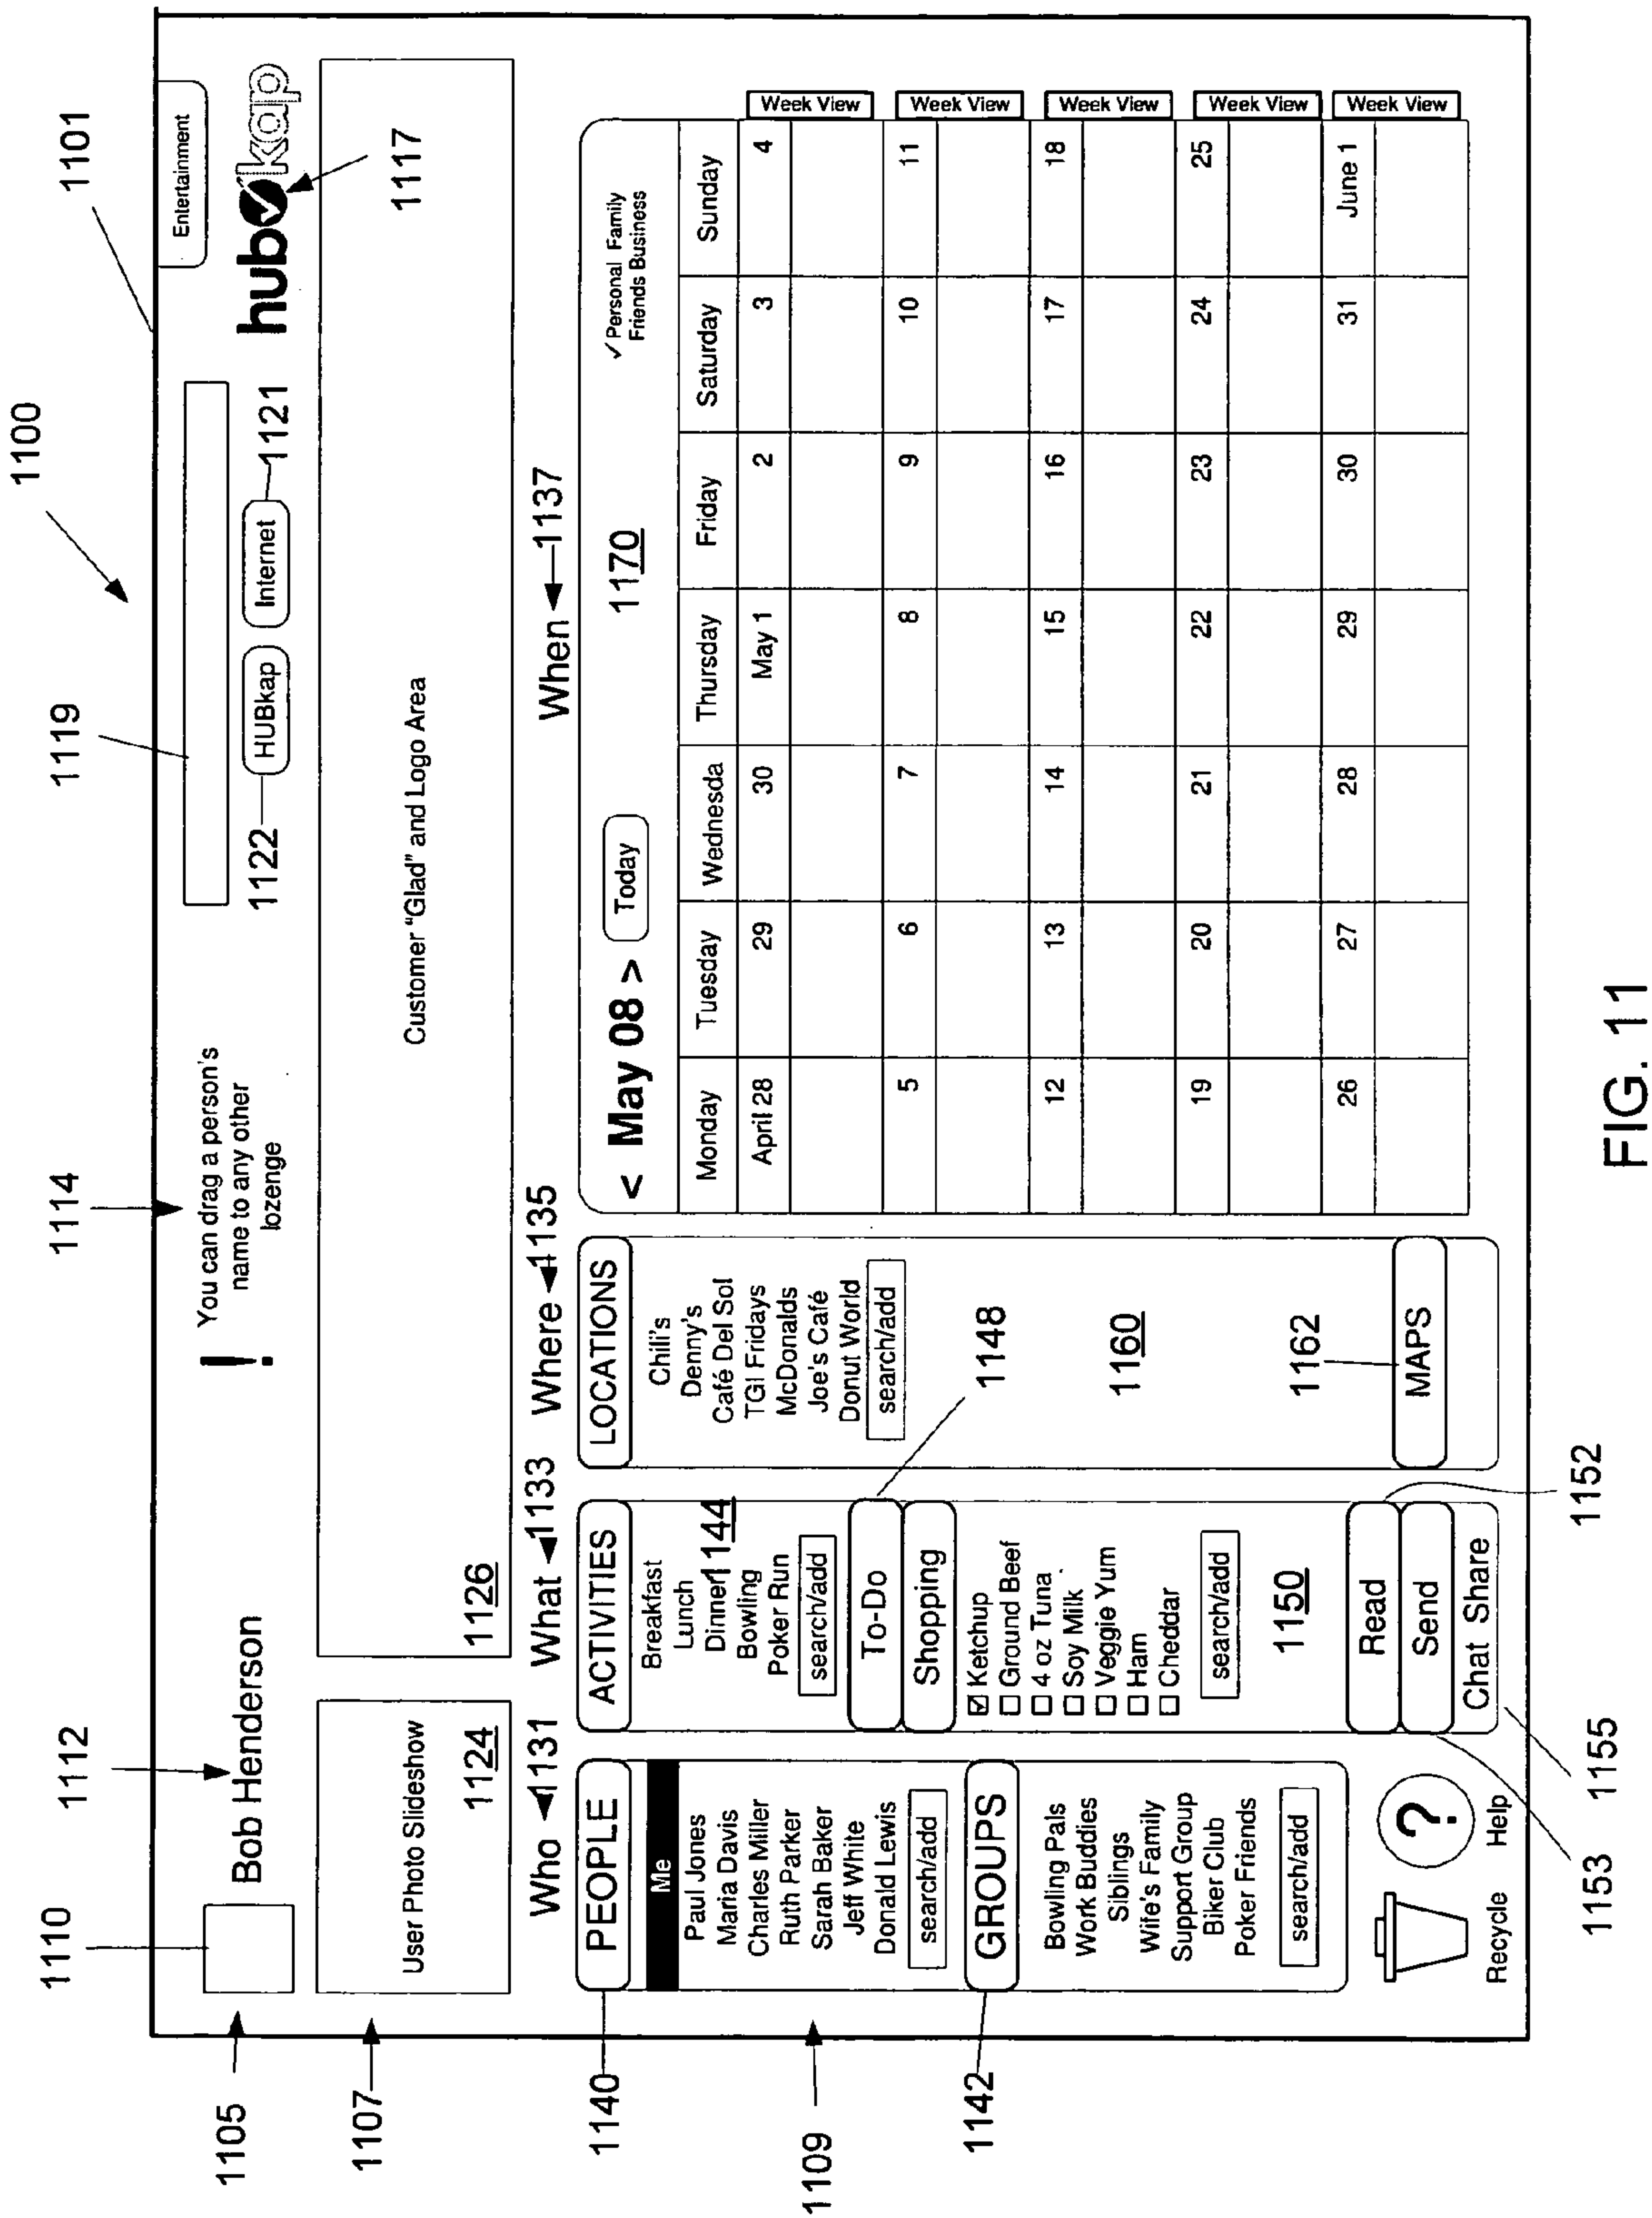 1100
1101
1119
1114
1112
1110
1105
1107
1109
Entertainment
Bob Henderson
! You can drag a person's
name to any other
lozenge
1122 HUBkap Internet 1121
hub kap
1117
User Photo Slideshow
1124
Customer "Glad" and Logo Area
1126
Who 1131 What 1133 Where 1135 When 1137
1140
PEOPLE
Me
Paul Jones
Maria Davis
Charles Miller
Ruth Parker
Sarah Baker
Jeff White
Donald Lewis
search/add
1142
GROUPS
Bowling Pals
Work Buddies
Siblings
Wife's Family
Support Group
Biker Club
Poker Friends
search/add
Recycle
?
Help
ACTIVITIES
Breakfast
Lunch
Dinner 1144
Bowling
Poker Run
search/add
To-Do
1148
Shopping
☑ Ketchup
☐ Ground Beef
☐ 4 oz Tuna
☐ Soy Milk
☐ Veggie Yum
☐ Ham
☐ Chedar
search/add
1150
Read
1152
Send
1153
Chat Share
1155
LOCATIONS
Chili's
Denny's
Café Del Sol
TGI Fridays
McDonalds
Joe's Café
Donut World
search/add
1160
1162
MAPS
< May 08 > Today 1170
✓Personal Family
Friends Business
Monday Tuesday Wednesda Thursday Friday Saturday Sunday
April 28 29 30 May 1 2 3 4 Week View
5 6 7 8 9 10 11 Week View
12 13 14 15 16 17 18 Week View
19 20 21 22 23 24 25 Week View
26 27 28 29 30 31 June 1 Week View
FIG. 11